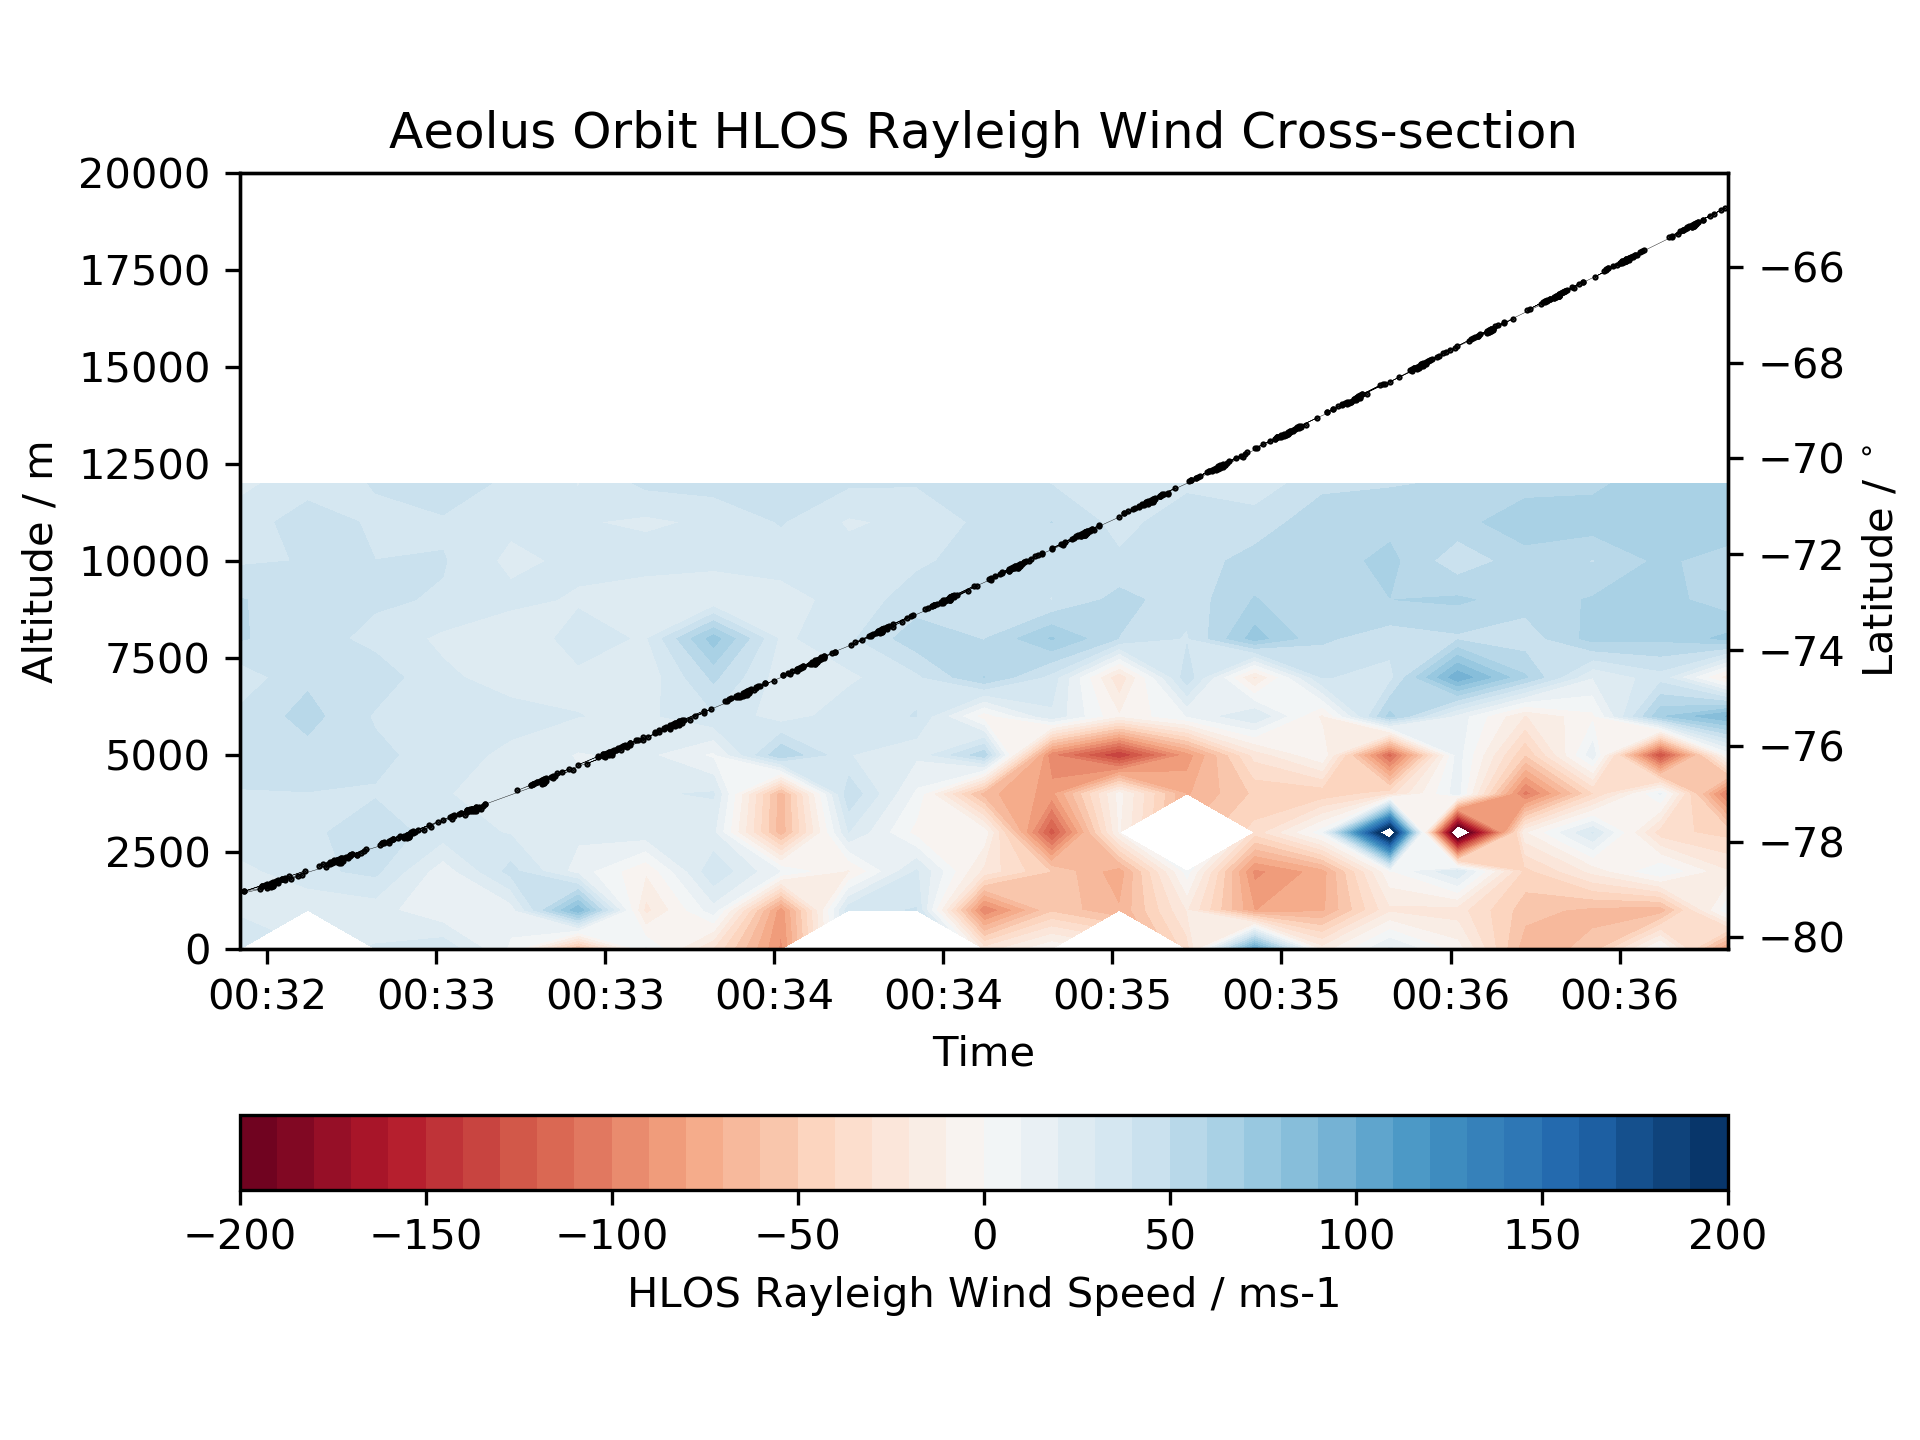 Aeolus Orbit HLOS Rayleigh Wind Cross-section
20000
17500
15000
12500
10000
7500
5000
2500
0
Altitude / m
−66
−68
−70
−72
−74
−76
−78
−80
Latitude / °
00:32 00:33 00:33 00:34 00:34 00:35 00:35 00:36 00:36
Time
−200 −150 −100 −50 0 50 100 150 200
HLOS Rayleigh Wind Speed / ms-1